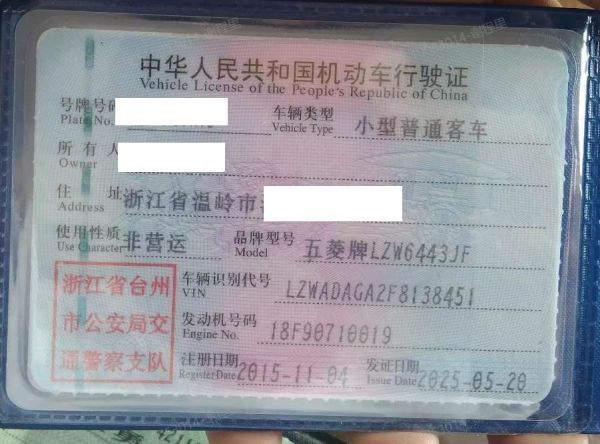 中华人民共和国机动车行驶证
Vehicle License of the People's Republic of China
号牌号码
Plate No.
车辆类型 小型普通客车
Vehicle Type
所有人
Owner
住址 浙江省温岭市
Address
使用性质 非营运
Use Character
品牌型号 五菱牌LZW6443JF
Model
浙江省台州
市公安局交
通警察支队
车辆识别代号 LZWADAGA2F8138451
VIN
发动机号码 18F90710019
Engine No.
注册日期 2015-11-04
Register Date
发证日期 2025-05-20
Issue Date